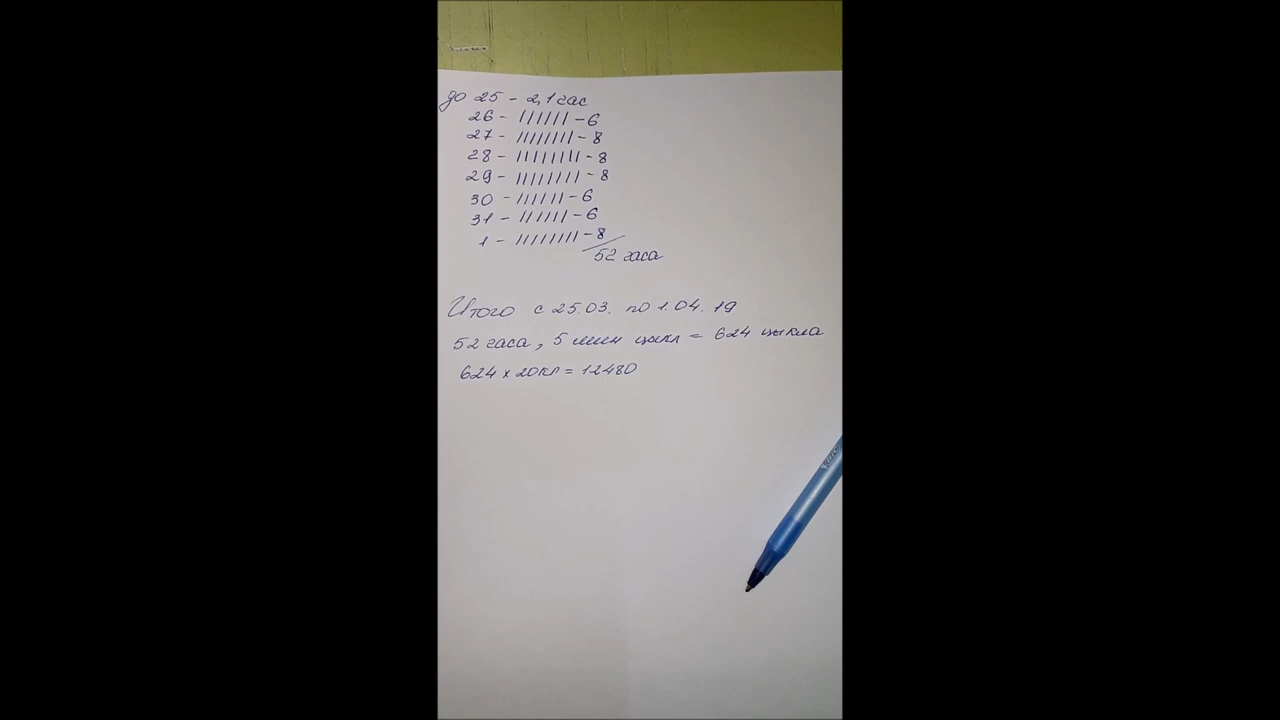 до 25 - 2,1 час
26 - ////// - 6
27 - //////// - 8
28 - //////// - 8
29 - //////// - 8
30 - ////// - 6
31 - ////// - 6
1 - //////// - 8
52 часа
Итого с 25.03. по 1.04. 19
52 часа, 5 мин цикл = 624 цикла
624 x 20кл = 12480